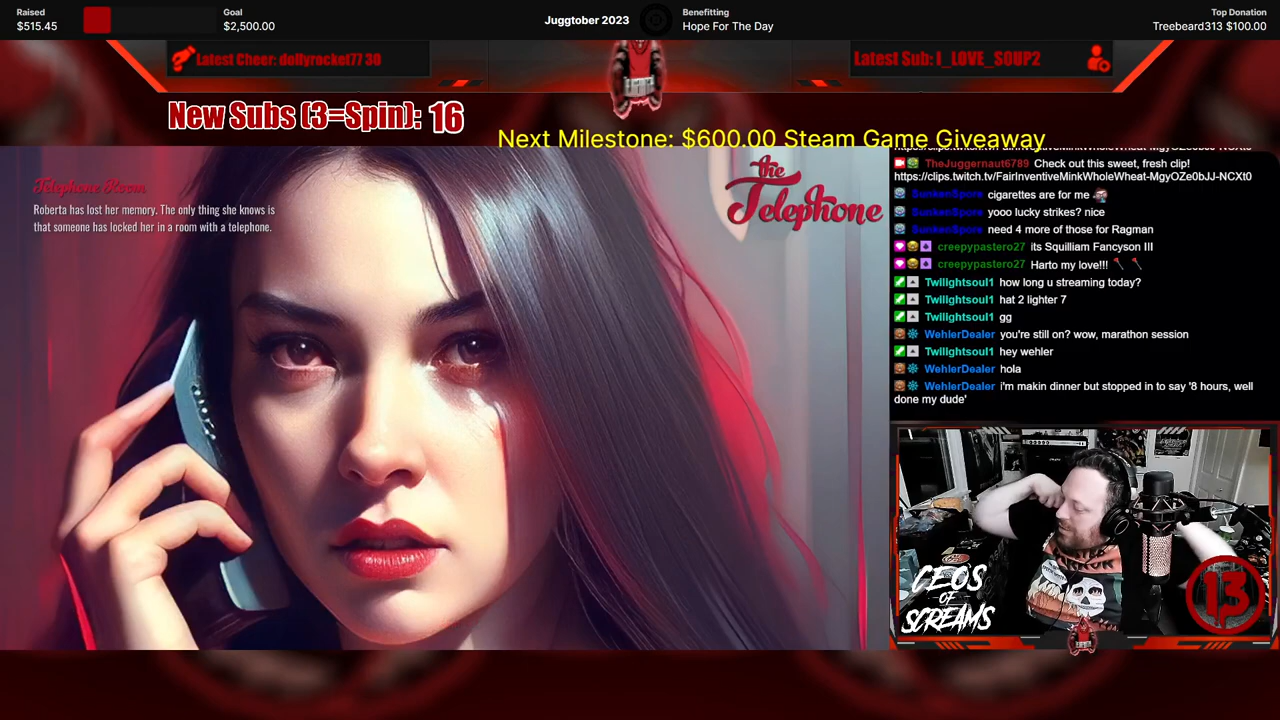 Raised
$515.45
Goal
$2,500.00
Juggtober 2023
Benefitting
Hope For The Day
Top Donation
Treebeard313 $100.00
Latest Cheer: dollyrocket77 30
Latest Sub: I_LOVE_SOUP2
New Subs (3=Spin): 16
Next Milestone: $600.00 Steam Game Giveaway
Telephone Room
Roberta has lost her memory. The only thing she knows is
that someone has locked her in a room with a telephone.
the
Telephone
TheJuggernaut6789 Check out this sweet, fresh clip!
https://clips.twitch.tv/FairInventiveMinkWholeWheat-MgyOZe0bJJ-NCXt0
SunkenSpore cigarettes are for me
SunkenSpore yooo lucky strikes? nice
SunkenSpore need 4 more of those for Ragman
creepypastero27 its Squilliam Fancyson III
creepypastero27 Harto my love!!!
Twilightsoul1 how long u streaming today?
Twilightsoul1 hat 2 lighter 7
Twilightsoul1 gg
WehlerDealer you're still on? wow, marathon session
Twilightsoul1 hey wehler
WehlerDealer hola
WehlerDealer i'm makin dinner but stopped in to say '8 hours, well
done my dude'
CEOS
OF
SCREAMS
13